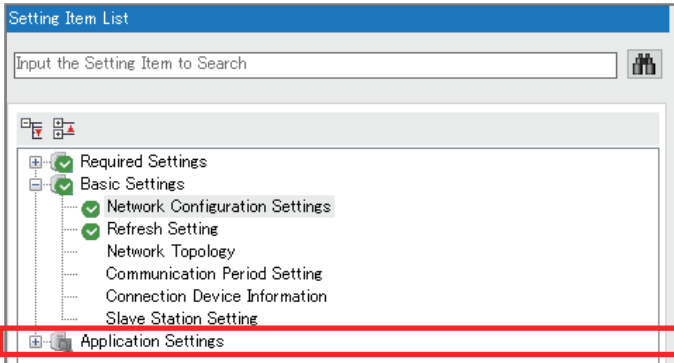 Setting Item List
Input the Setting Item to Search
Required Settings
Basic Settings
Network Configuration Settings
Refresh Setting
Network Topology
Communication Period Setting
Connection Device Information
Slave Station Setting
Application Settings